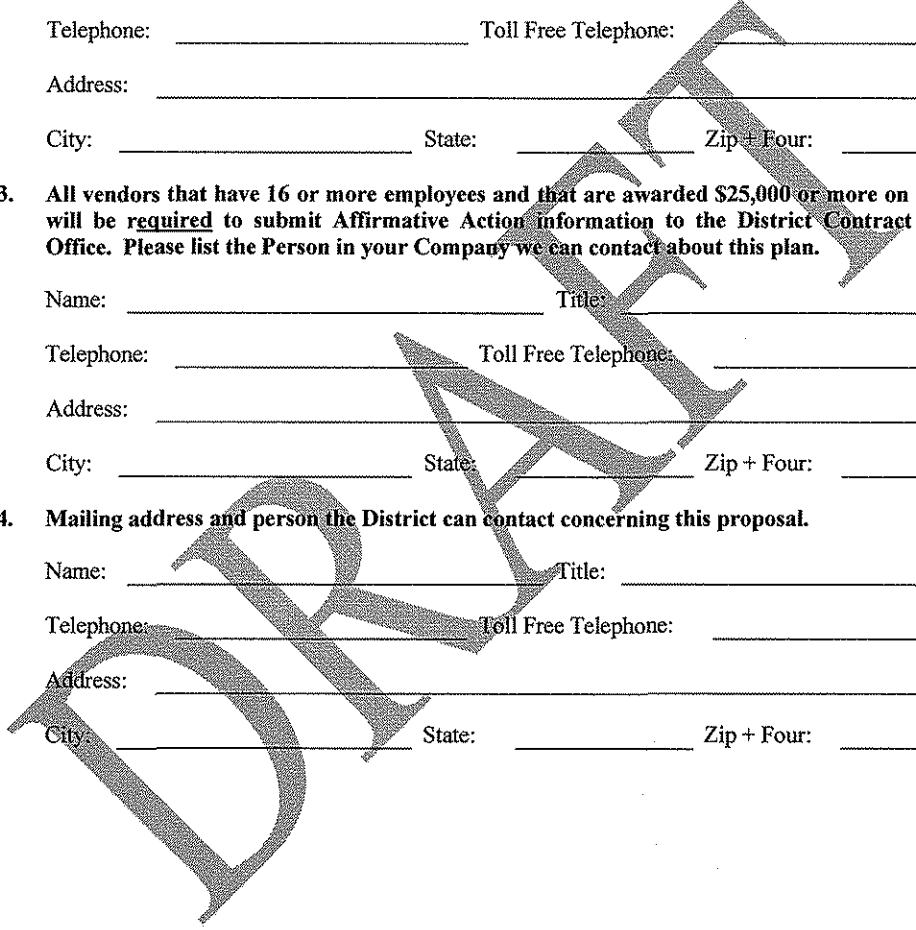 Telephone: Toll Free Telephone:
Address:
City: State: Zip + Four:
3. All vendors that have 16 or more employees and that are awarded $25,000 or more on
will be required to submit Affirmative Action information to the District Contract
Office. Please list the Person in your Company we can contact about this plan.
Name: Title:
Telephone: Toll Free Telephone:
Address:
City: State: Zip + Four:
4. Mailing address and person the District can contact concerning this proposal.
Name: Title:
Telephone: Toll Free Telephone:
Address:
City: State: Zip + Four:
DRAFT